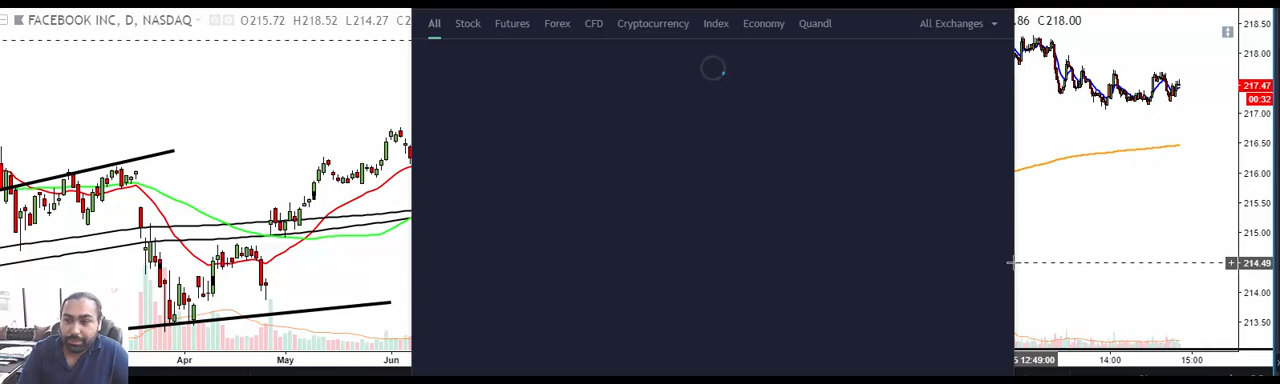 FACEBOOK INC, D, NASDAQ O215.72 H218.52 L214.27 C2
All Stock Futures Forex CFD Cryptocurrency Index Economy Quandl All Exchanges
.86 C218.00
218.50
218.00
217.47
00:32
217.00
216.50
216.00
215.50
215.00
214.49
214.00
213.50
Apr May Jun
5 12:49:00 14:00 15:00